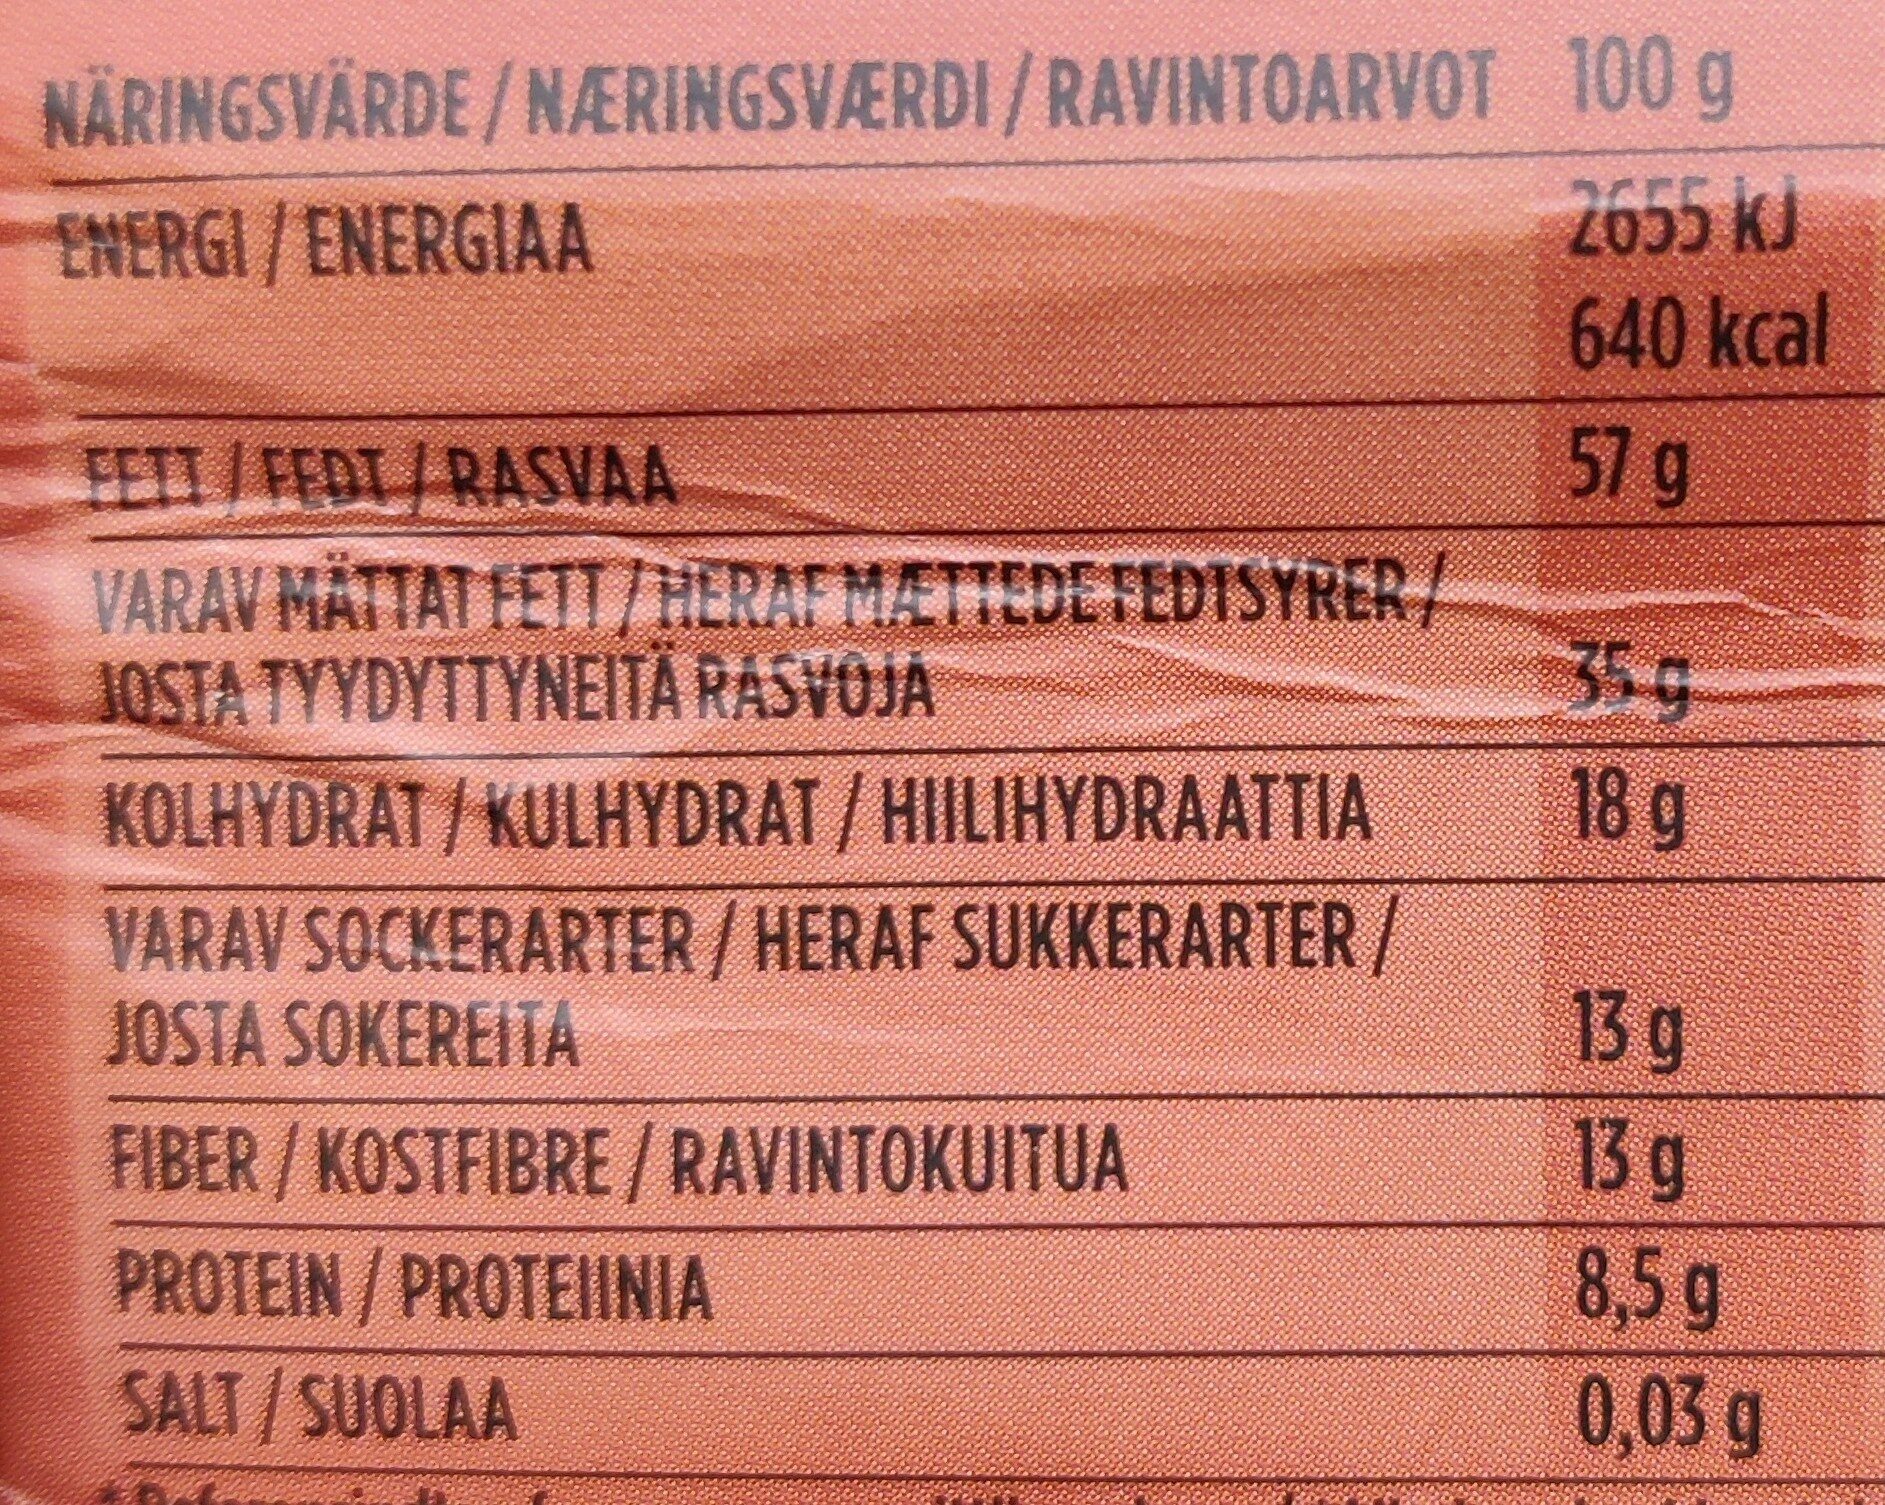 NÄRINGSVÄRDE / NÆRINGSVÆRDI / RAVINTOARVOT 100 g
ENERGI / ENERGIAA 2655 kJ
640 kcal
FETT / FEDT / RASVAA 57 g
VARAV MÄTTAT FETT / HERAF MÆTTEDE FEDTSYRER /
JOSTA TYYDYTTYNEITÄ RASVOJA 35 g
KOLHYDRAT / KULHYDRAT / HIILIHYDRAATTIA 18 g
VARAV SOCKERARTER / HERAF SUKKERARTER /
JOSTA SOKEREITA 13 g
FIBER / KOSTFIBRE / RAVINTOKUITUA 13 g
PROTEIN / PROTEIINIA 8,5 g
SALT / SUOLAA 0,03 g